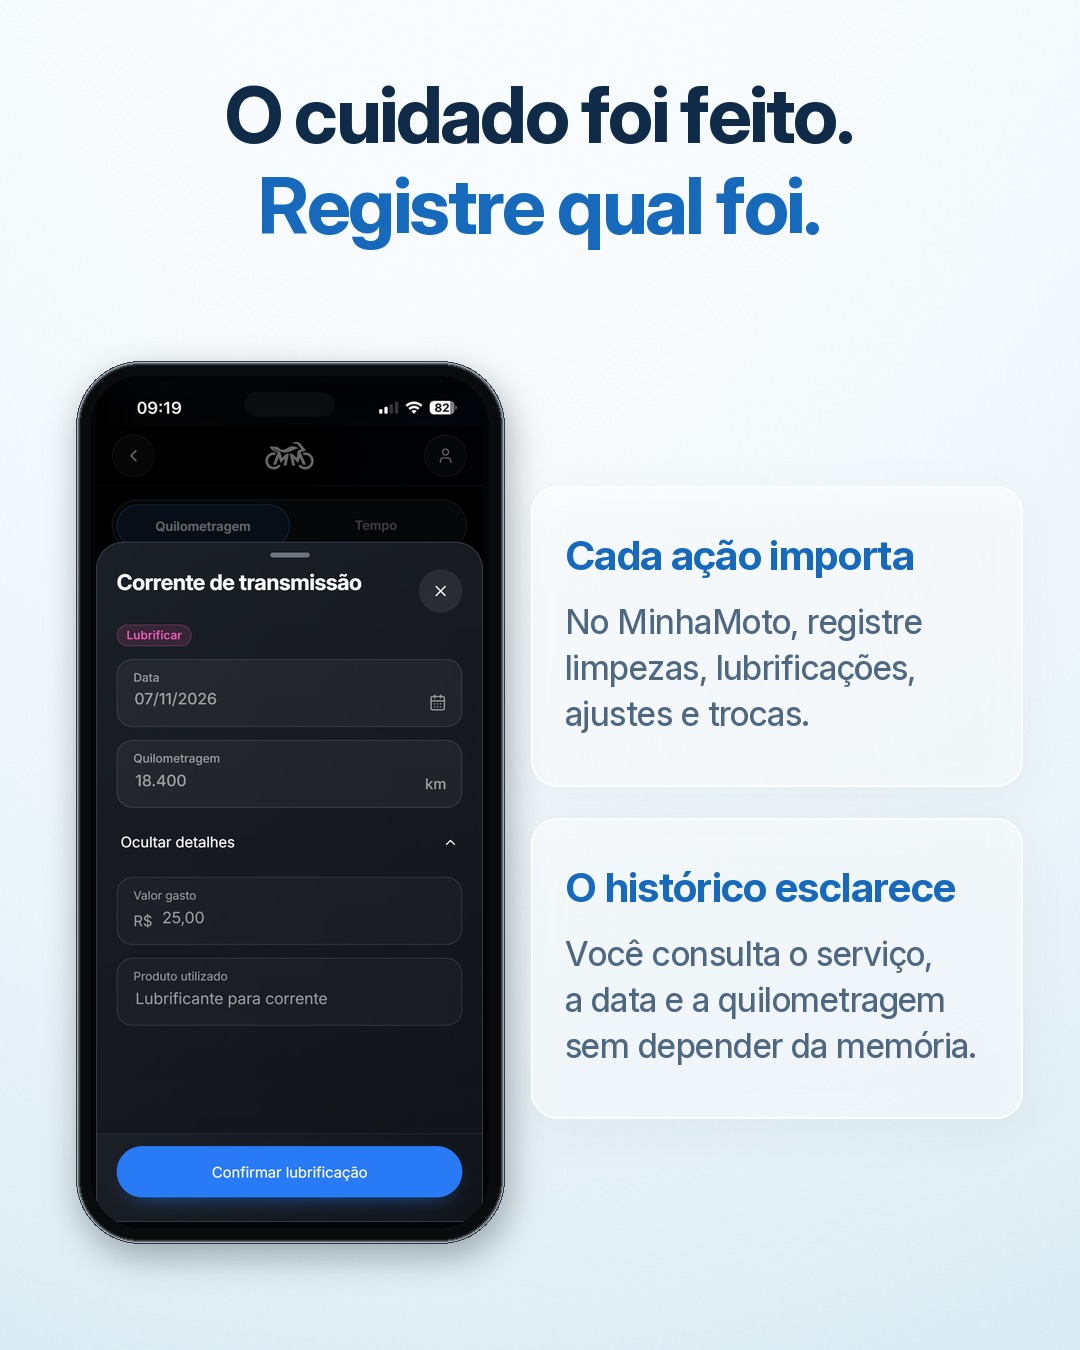 O cuidado foi feito.
Registre qual foi.
09:19
82
MM
Quilometragem
Tempo
Corrente de transmissão
Lubrificar
Data
07/11/2026
Quilometragem
18.400
km
Ocultar detalhes
Valor gasto
R$ 25,00
Produto utilizado
Lubrificante para corrente
Confirmar lubrificação
Cada ação importa
No MinhaMoto, registre
limpezas, lubrificações,
ajustes e trocas.
O histórico esclarece
Você consulta o serviço,
a data e a quilometragem
sem depender da memória.